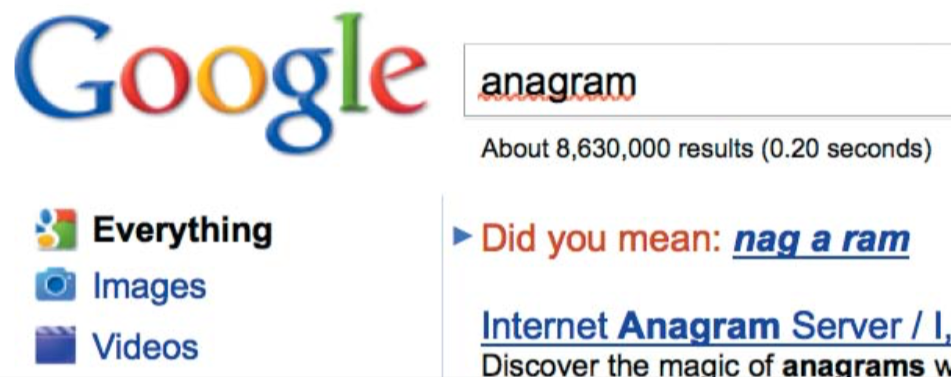 Google
anagram
About 8,630,000 results (0.20 seconds)
Everything
Images
Videos
Did you mean: nag a ram
Internet Anagram Server / I,
Discover the magic of anagrams w